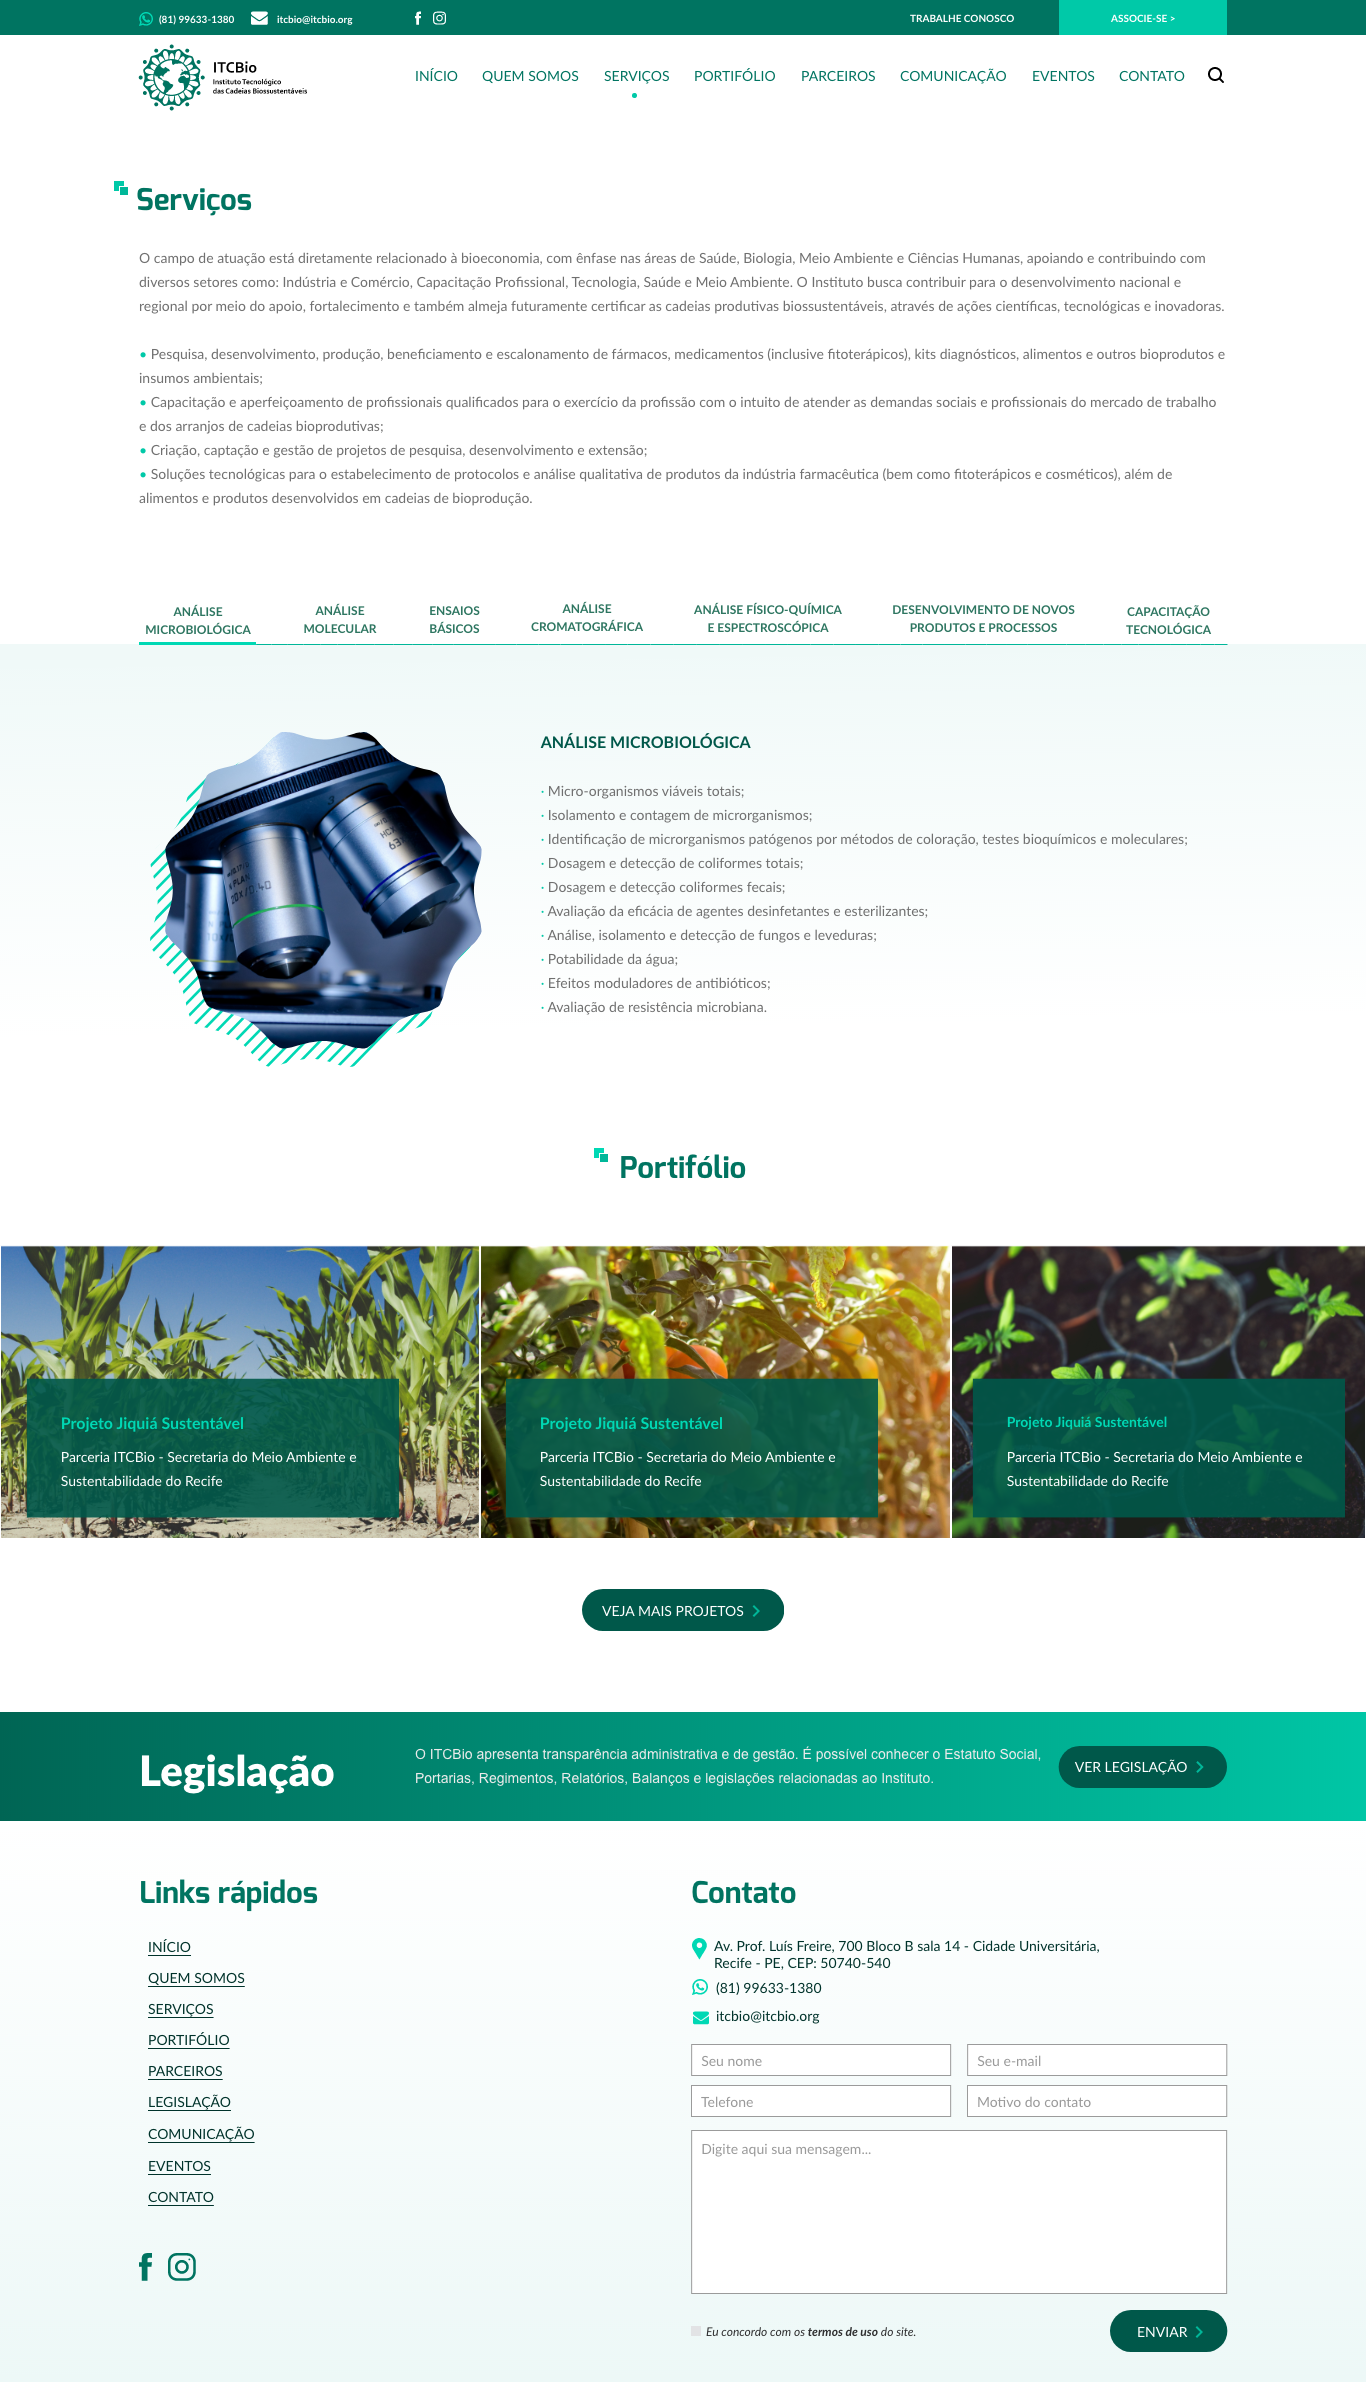 (81) 99633-1380
itcbio@itcbio.org
TRABALHE CONOSCO
ASSOCIE-SE >
ITCBio
Instituto Tecnológico
das Cadeias Biossustentáveis
INÍCIO
QUEM SOMOS
SERVIÇOS
PORTIFÓLIO
PARCEIROS
COMUNICAÇÃO
EVENTOS
CONTATO
Serviços
O campo de atuação está diretamente relacionado à bioeconomia, com ênfase nas áreas de Saúde, Biologia, Meio Ambiente e Ciências Humanas, apoiando e contribuindo com
diversos setores como: Indústria e Comércio, Capacitação Profissional, Tecnologia, Saúde e Meio Ambiente. O Instituto busca contribuir para o desenvolvimento nacional e
regional por meio do apoio, fortalecimento e também almeja futuramente certificar as cadeias produtivas biossustentáveis, através de ações científicas, tecnológicas e inovadoras.
• Pesquisa, desenvolvimento, produção, beneficiamento e escalonamento de fármacos, medicamentos (inclusive fitoterápicos), kits diagnósticos, alimentos e outros bioprodutos e
insumos ambientais;
• Capacitação e aperfeiçoamento de profissionais qualificados para o exercício da profissão com o intuito de atender as demandas sociais e profissionais do mercado de trabalho
e dos arranjos de cadeias bioprodutivas;
• Criação, captação e gestão de projetos de pesquisa, desenvolvimento e extensão;
• Soluções tecnológicas para o estabelecimento de protocolos e análise qualitativa de produtos da indústria farmacêutica (bem como fitoterápicos e cosméticos), além de
alimentos e produtos desenvolvidos em cadeias de bioprodução.
ANÁLISE
MICROBIOLÓGICA
ANÁLISE
MOLECULAR
ENSAIOS
BÁSICOS
ANÁLISE
CROMATOGRÁFICA
ANÁLISE FÍSICO-QUÍMICA
E ESPECTROSCÓPICA
DESENVOLVIMENTO DE NOVOS
PRODUTOS E PROCESSOS
CAPACITAÇÃO
TECNOLÓGICA
PLAN
20X/0.40
63
ANÁLISE MICROBIOLÓGICA
· Micro-organismos viáveis totais;
· Isolamento e contagem de microrganismos;
· Identificação de microrganismos patógenos por métodos de coloração, testes bioquímicos e moleculares;
· Dosagem e detecção de coliformes totais;
· Dosagem e detecção coliformes fecais;
· Avaliação da eficácia de agentes desinfetantes e esterilizantes;
· Análise, isolamento e detecção de fungos e leveduras;
· Potabilidade da água;
· Efeitos moduladores de antibióticos;
· Avaliação de resistência microbiana.
Portifólio
Projeto Jiquiá Sustentável
Parceria ITCBio - Secretaria do Meio Ambiente e
Sustentabilidade do Recife
Projeto Jiquiá Sustentável
Parceria ITCBio - Secretaria do Meio Ambiente e
Sustentabilidade do Recife
Projeto Jiquiá Sustentável
Parceria ITCBio - Secretaria do Meio Ambiente e
Sustentabilidade do Recife
VEJA MAIS PROJETOS
Legislação
O ITCBio apresenta transparência administrativa e de gestão. É possível conhecer o Estatuto Social,
Portarias, Regimentos, Relatórios, Balanços e legislações relacionadas ao Instituto.
VER LEGISLAÇÃO
Links rápidos
INÍCIO
QUEM SOMOS
SERVIÇOS
PORTIFÓLIO
PARCEIROS
LEGISLAÇÃO
COMUNICAÇÃO
EVENTOS
CONTATO
Contato
Av. Prof. Luís Freire, 700 Bloco B sala 14 - Cidade Universitária,
Recife - PE, CEP: 50740-540
(81) 99633-1380
itcbio@itcbio.org
Seu nome
Seu e-mail
Telefone
Motivo do contato
Digite aqui sua mensagem...
Eu concordo com os termos de uso do site.
ENVIAR